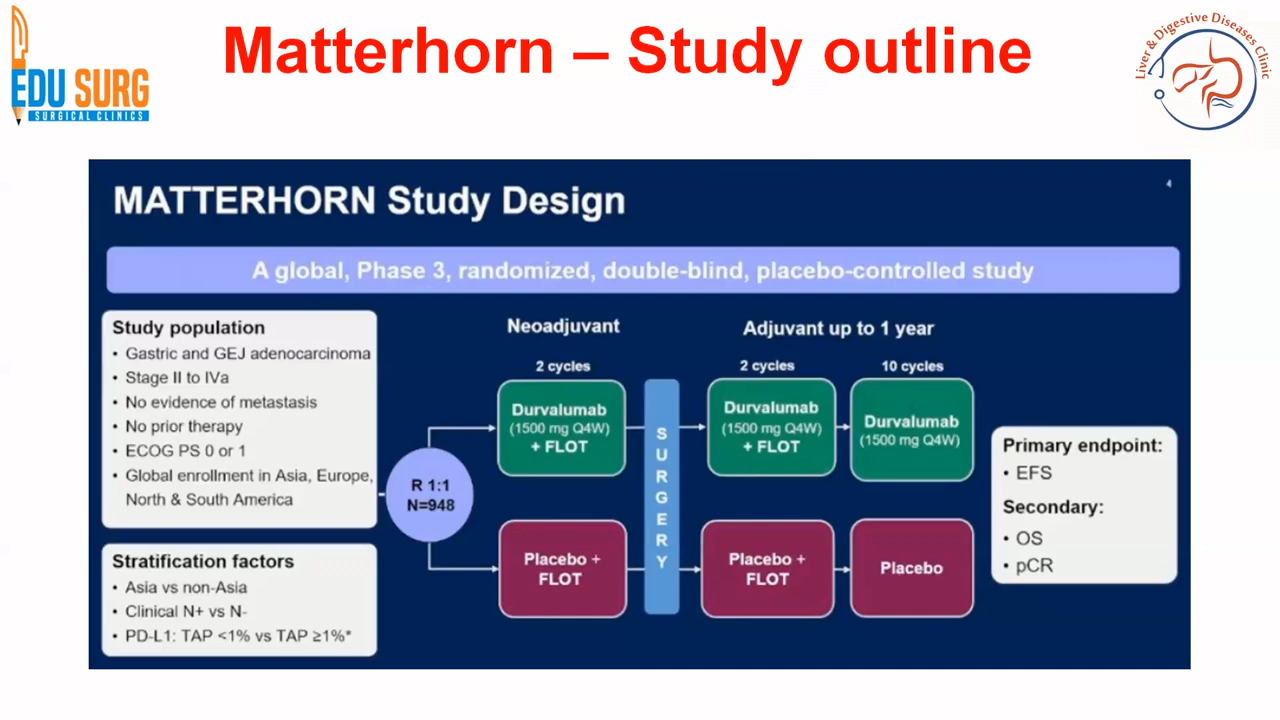 Matterhorn – Study outline
EDU SURG
SURGICAL CLINICS
Liver & Digestive Diseases Clinic
MATTERHORN Study Design
4
A global, Phase 3, randomized, double-blind, placebo-controlled study
Study population
• Gastric and GEJ adenocarcinoma
• Stage II to IVa
• No evidence of metastasis
• No prior therapy
• ECOG PS 0 or 1
• Global enrollment in Asia, Europe,
North & South America
Stratification factors
• Asia vs non-Asia
• Clinical N+ vs N-
• PD-L1: TAP <1% vs TAP ≥1%*
R 1:1
N=948
Neoadjuvant
2 cycles
Durvalumab
(1500 mg Q4W)
+ FLOT
Placebo +
FLOT
SURGERY
Adjuvant up to 1 year
2 cycles
10 cycles
Durvalumab
(1500 mg Q4W)
+ FLOT
Durvalumab
(1500 mg Q4W)
Placebo +
FLOT
Placebo
Primary endpoint:
• EFS
Secondary:
• OS
• pCR